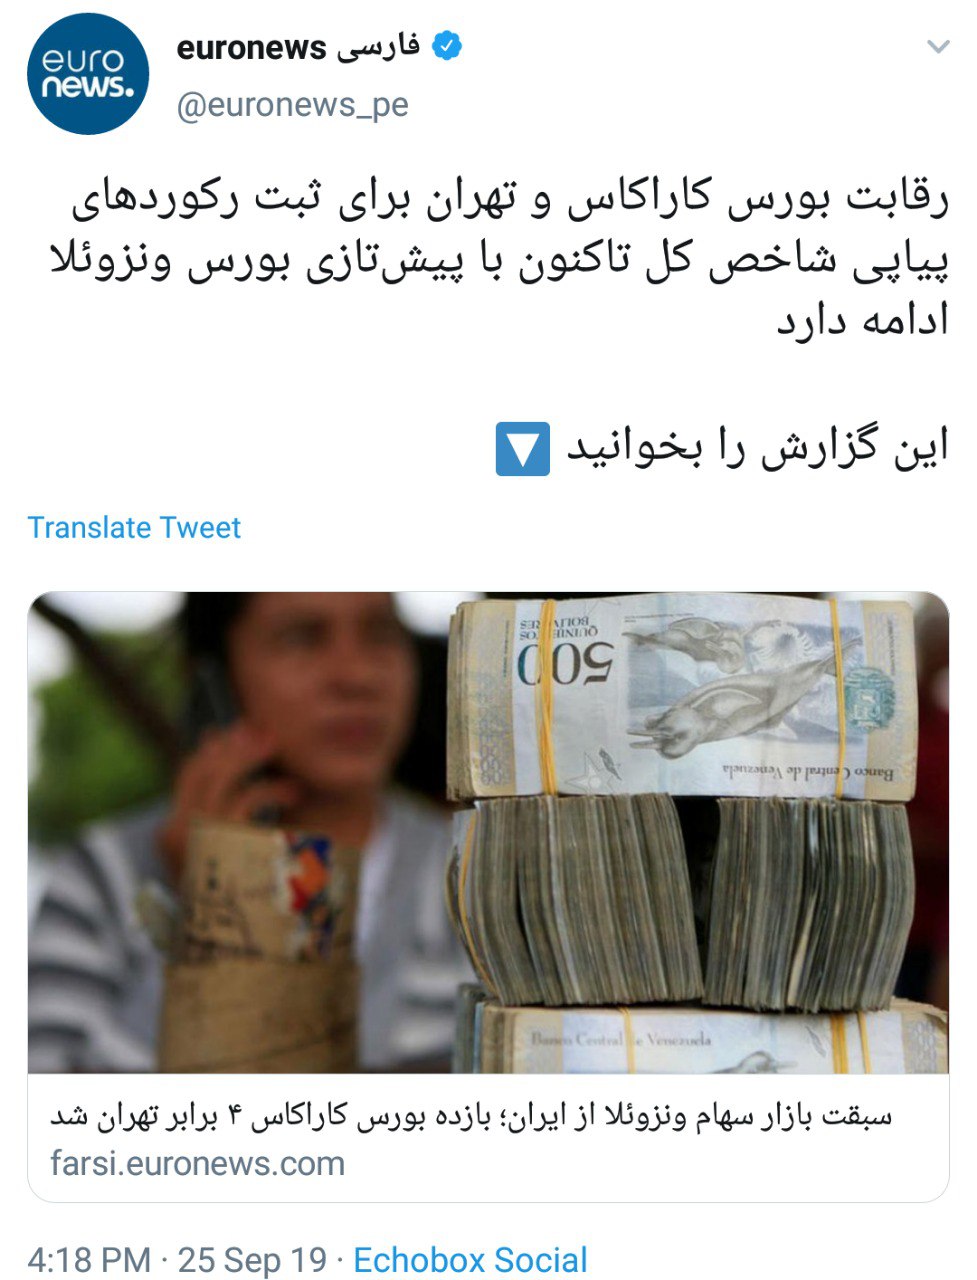 euro
news.
euronews فارسی
@euronews_pe
رقابت بورس کاراکاس و تهران برای ثبت رکوردهای
پیاپی شاخص کل تاکنون با پیش‌تازی بورس ونزوئلا
ادامه دارد
این گزارش را بخوانید
Translate Tweet
QUINIENTOS
BOLÍVARES
500
Banco Central de Venezuela
Banco Central de Venezuela
سبقت بازار سهام ونزوئلا از ایران؛ بازده بورس کاراکاس ۴ برابر تهران شد
farsi.euronews.com
4:18 PM · 25 Sep 19 · Echobox Social